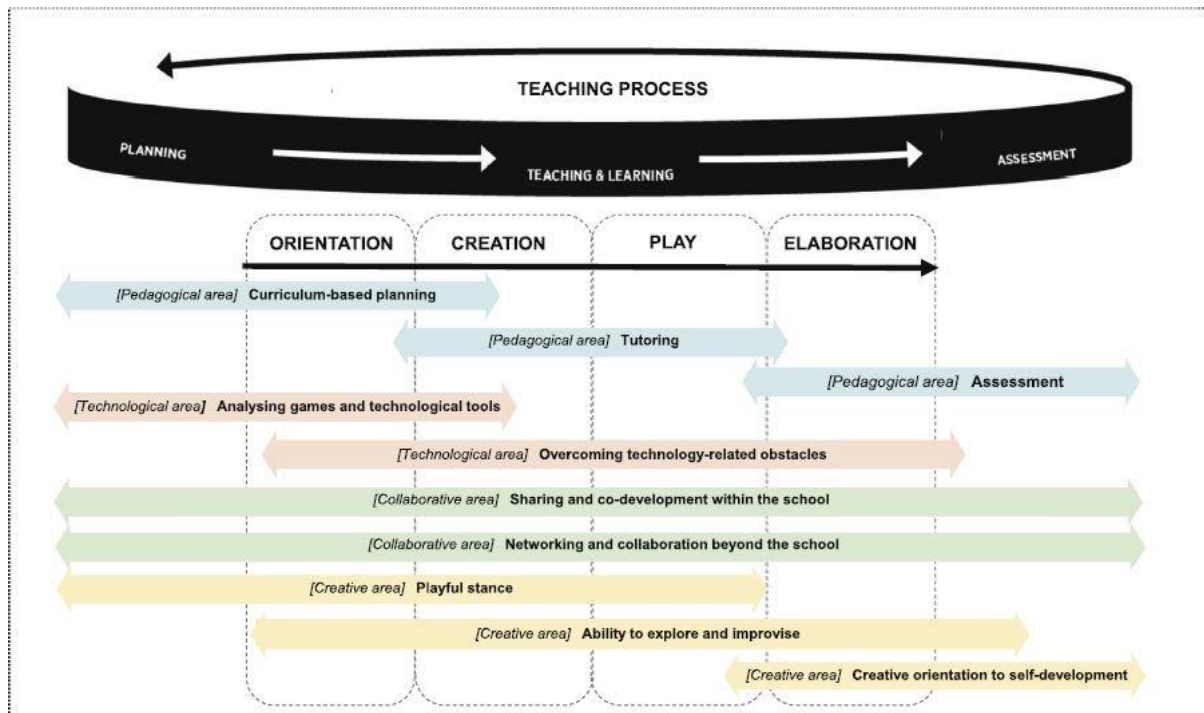 TEACHING PROCESS
PLANNING
TEACHING & LEARNING
ASSESSMENT
ORIENTATION
CREATION
PLAY
ELABORATION
[Pedagogical area] Curriculum-based planning
[Pedagogical area] Tutoring
[Pedagogical area] Assessment
[Technological area] Analysing games and technological tools
[Technological area] Overcoming technology-related obstacles
[Collaborative area] Sharing and co-development within the school
[Collaborative area] Networking and collaboration beyond the school
[Creative area] Playful stance
[Creative area] Ability to explore and improvise
[Creative area] Creative orientation to self-development